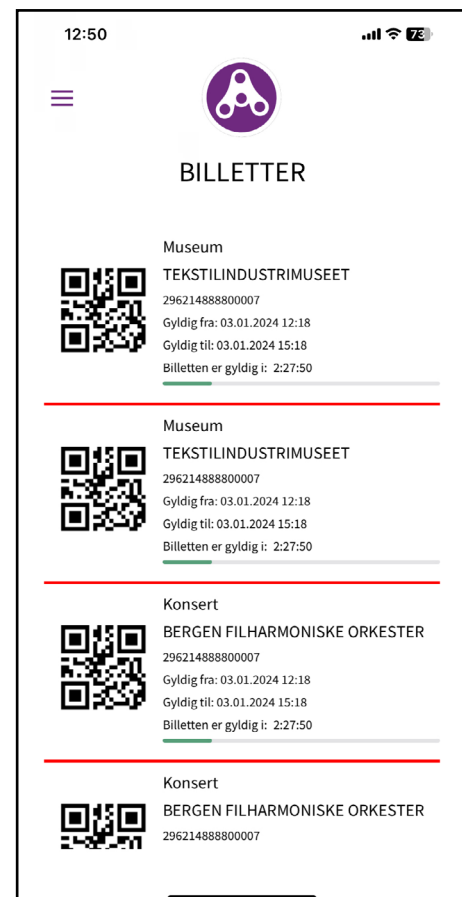 12:50
73
BILLETTER
Museum
TEKSTILINDUSTRIMUSEET
296214888800007
Gyldig fra: 03.01.2024 12:18
Gyldig til: 03.01.2024 15:18
Billetten er gyldig i: 2:27:50
Museum
TEKSTILINDUSTRIMUSEET
296214888800007
Gyldig fra: 03.01.2024 12:18
Gyldig til: 03.01.2024 15:18
Billetten er gyldig i: 2:27:50
Konsert
BERGEN FILHARMONISKE ORKESTER
296214888800007
Gyldig fra: 03.01.2024 12:18
Gyldig til: 03.01.2024 15:18
Billetten er gyldig i: 2:27:50
Konsert
BERGEN FILHARMONISKE ORKESTER
296214888800007